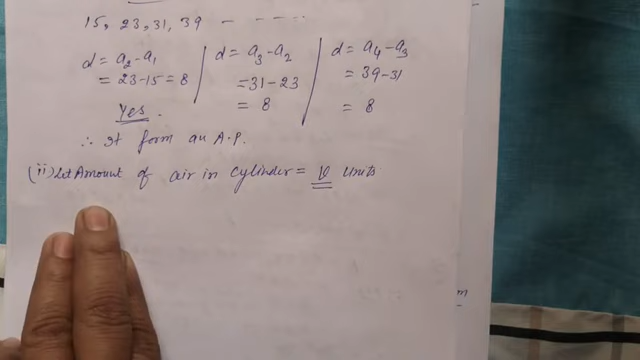 15, 23, 31, 39 - - - - ..
d = a2-a1
= 23-15 = 8
Yes.
d = a3-a2
= 31-23
= 8
d = a4-a3
= 39-31
= 8
∴ It form an A.P.
(ii) Let Amount of air in cylinder = V Units
m